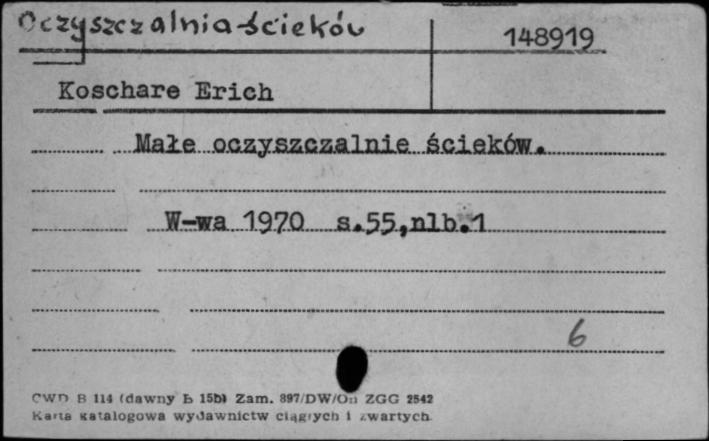 Oczyszczalnia-ścieków
148919
Koschare Erich
Małe oczyszczalnie ścieków.
W-wa 1970 s.55,nlb.1
6
CWD B 114 (dawny b 15b) Zam. 897/DW/On ZGG 2542
Karta katalogowa wydawnictw ciągłych i zwartych.